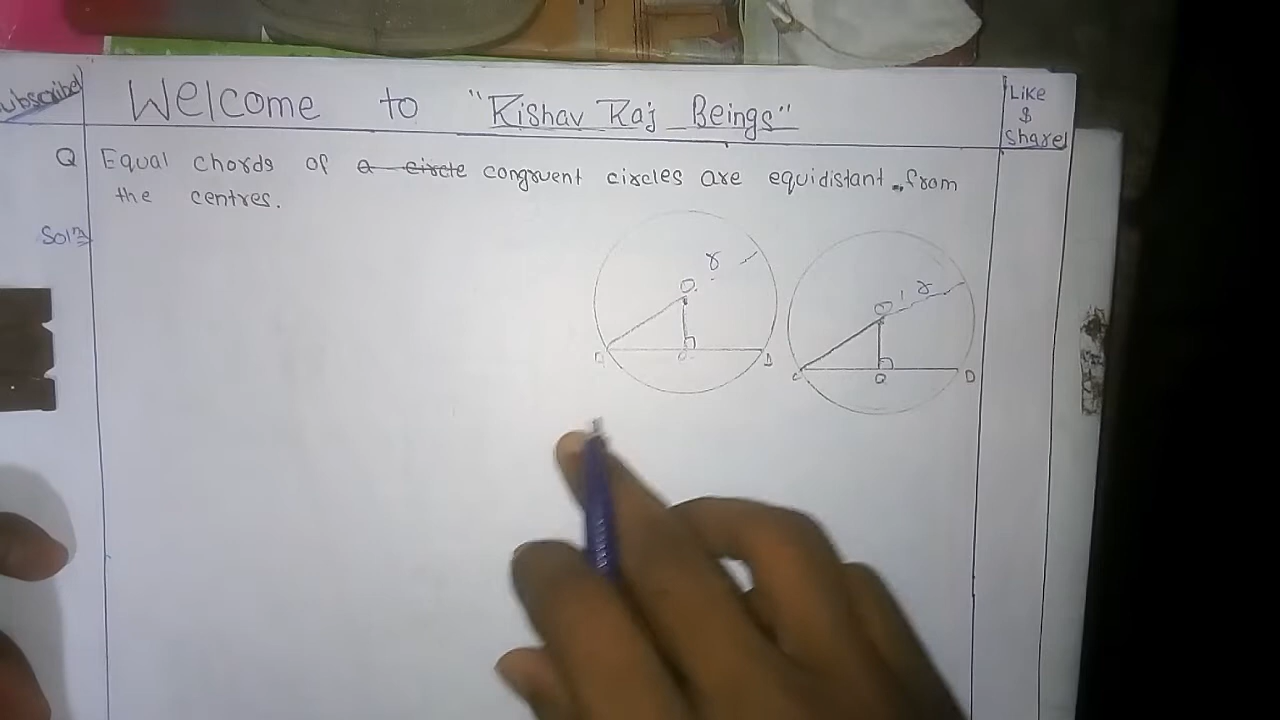 Subscribe
Welcome to "Rishav Raj Beings"
Like
$
Share
Q Equal chords of a circle congruent circles are equidistant from
the centres.
Solⁿ
r
O
O' r
D
C
D